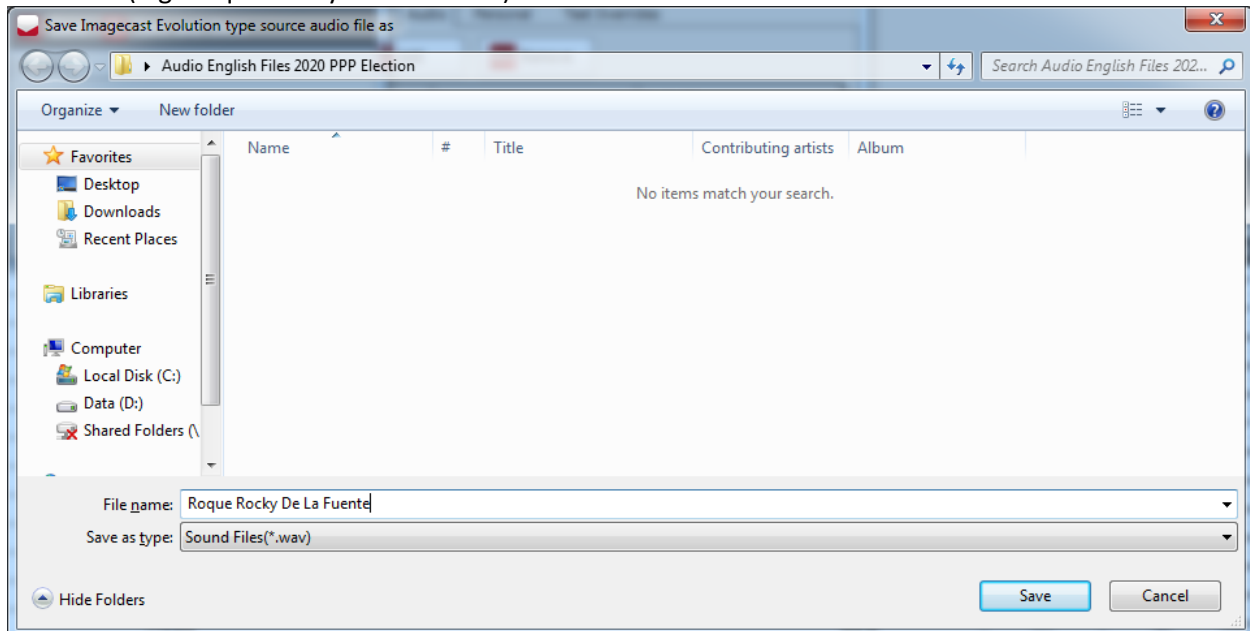 Save Imagecast Evolution type source audio file as
Audio English Files 2020 PPP Election
Search Audio English Files 202...
Organize
New folder
Name # Title Contributing artists Album
No items match your search.
Favorites
Desktop
Downloads
Recent Places
Libraries
Computer
Local Disk (C:)
Data (D:)
Shared Folders (\
File name: Roque Rocky De La Fuente
Save as type: Sound Files(*.wav)
Hide Folders
Save Cancel